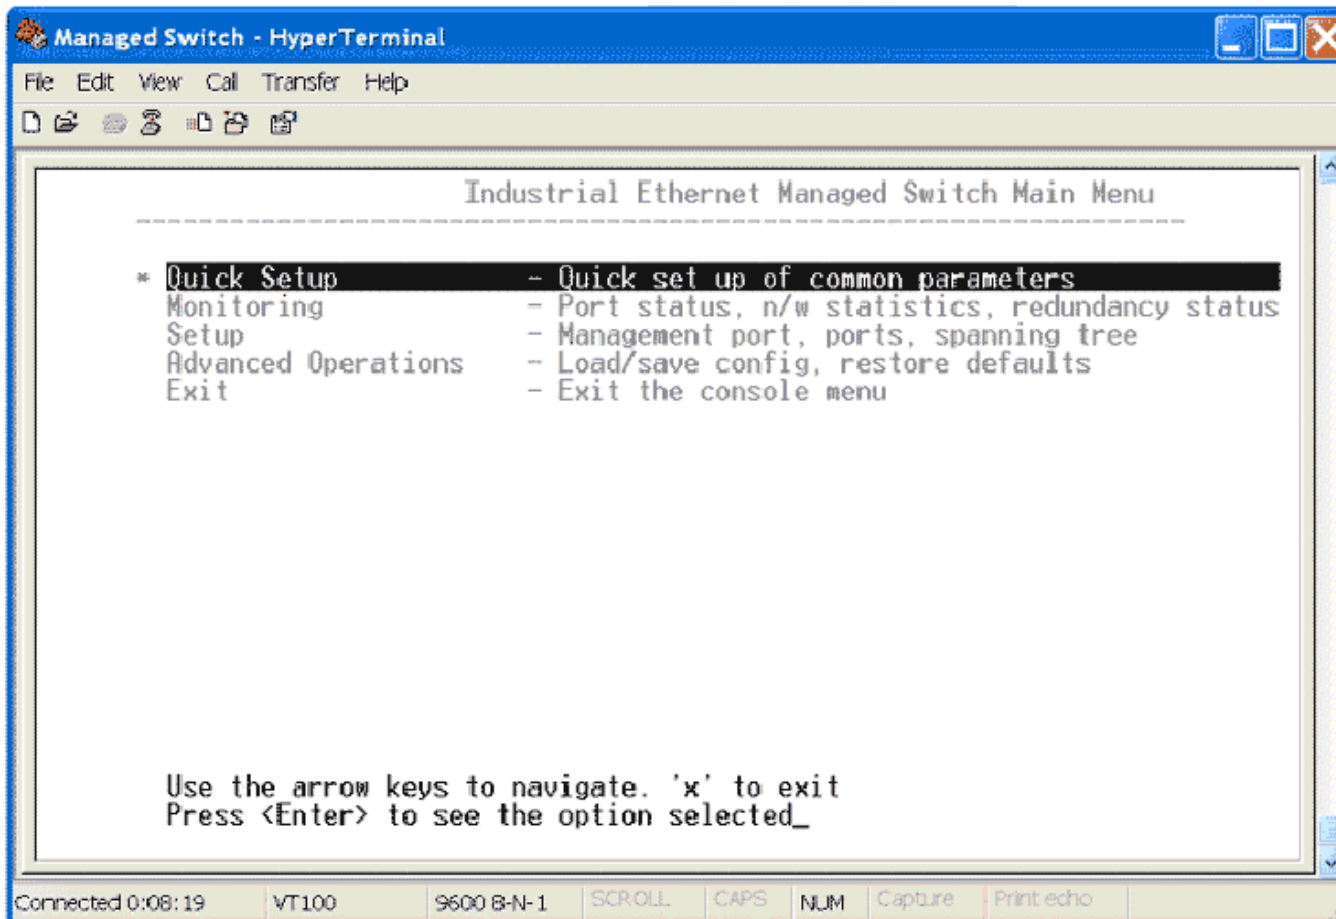 Managed Switch - HyperTerminal
File Edit View Call Transfer Help
Industrial Ethernet Managed Switch Main Menu
--------------------------------------------------------------------
* Quick Setup - Quick set up of common parameters
Monitoring - Port status, n/w statistics, redundancy status
Setup - Management port, ports, spanning tree
Advanced Operations - Load/save config, restore defaults
Exit - Exit the console menu
Use the arrow keys to navigate. 'x' to exit
Press <Enter> to see the option selected_
Connected 0:08:19 VT100 9600 8-N-1 SCROLL CAPS NUM Capture Print echo